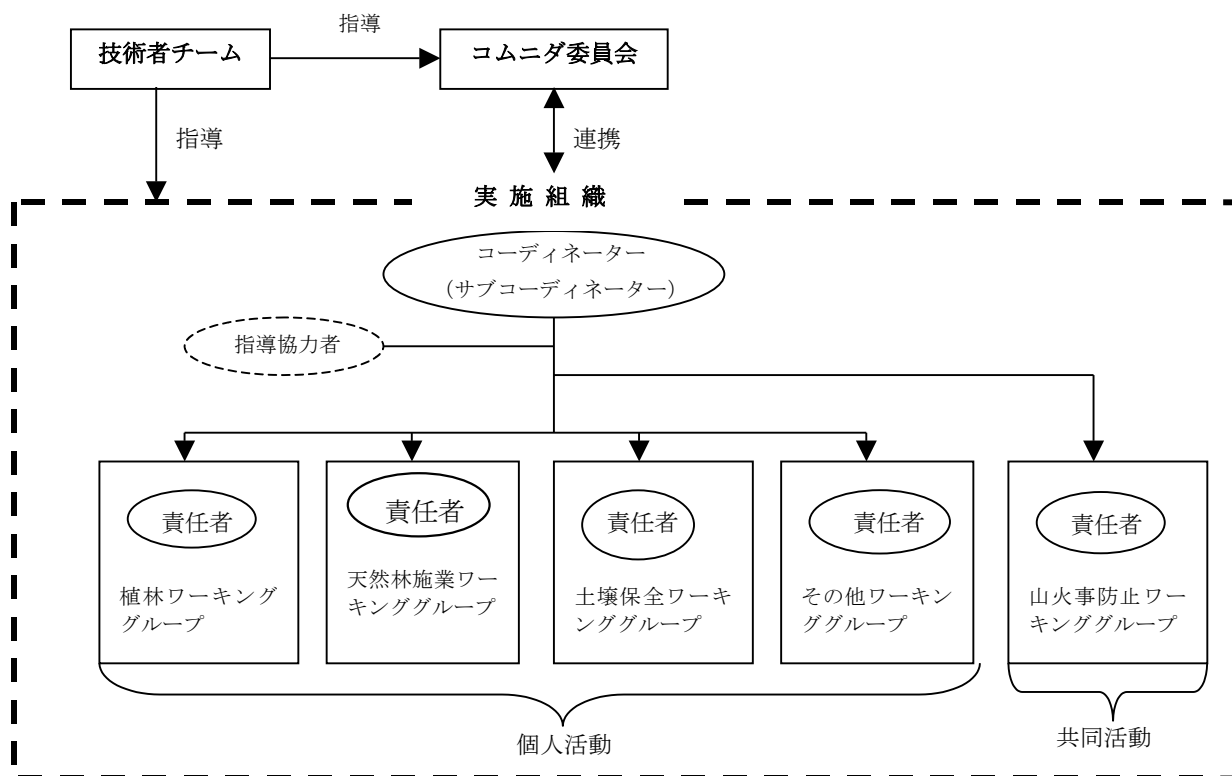 指導
技術者チーム
コムニダ委員会
指導
連携
実 施 組 織
コーディネーター
（サブコーディネーター）
指導協力者
責任者
植林ワーキング
グループ
責任者
天然林施業ワー
キンググループ
責任者
土壌保全ワーキ
ンググループ
責任者
その他ワーキン
ググループ
責任者
山火事防止ワー
キンググループ
個人活動
共同活動